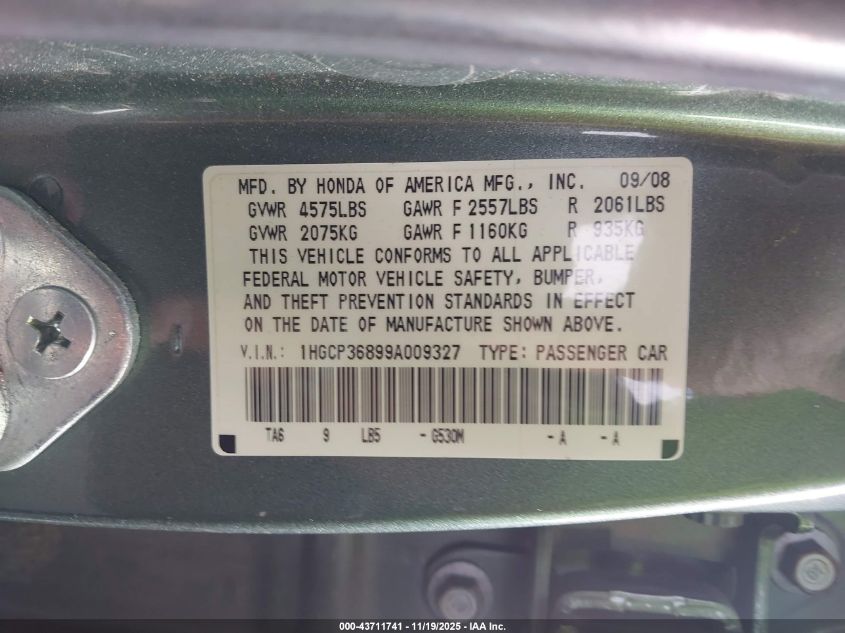 MFD. BY HONDA OF AMERICA MFG., INC. 09/08
GVWR 4575LBS GAWR F 2557LBS R 2061LBS
GVWR 2075KG GAWR F 1160KG R 935KG
THIS VEHICLE CONFORMS TO ALL APPLICABLE
FEDERAL MOTOR VEHICLE SAFETY, BUMPER,
AND THEFT PREVENTION STANDARDS IN EFFECT
ON THE DATE OF MANUFACTURE SHOWN ABOVE.
V.I.N.: 1HGCP36899A009327 TYPE: PASSENGER CAR
TA6 9 LB5 - G530M - A - A
000-43711741 - 11/19/2025 - IAA Inc.